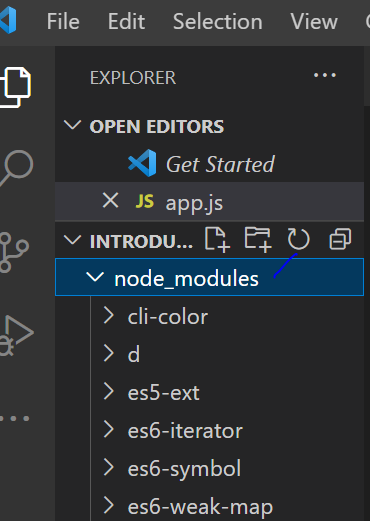 File Edit Selection View
EXPLORER
OPEN EDITORS
Get Started
JS app.js
INTRODU...
node_modules
cli-color
d
es5-ext
es6-iterator
es6-symbol
es6-weak-map